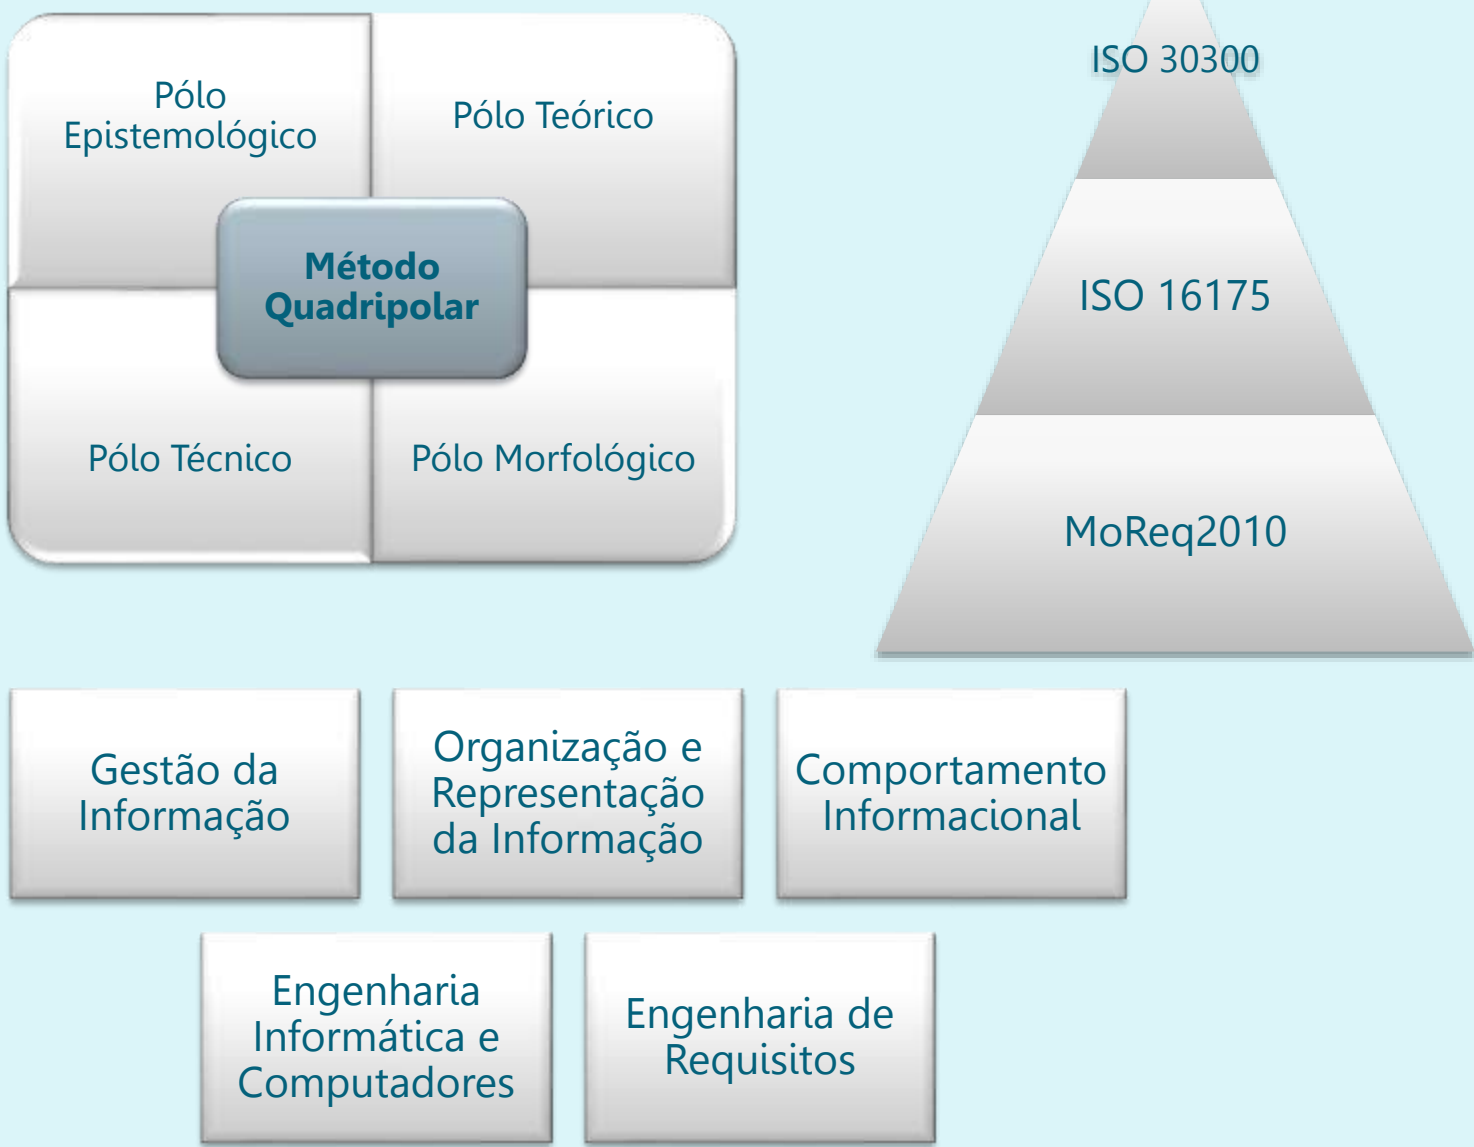 Pólo
Epistemológico
Pólo Teórico
Método
Quadripolar
Pólo Técnico
Pólo Morfológico
ISO 30300
ISO 16175
MoReq2010
Gestão da
Informação
Organização e
Representação
da Informação
Comportamento
Informacional
Engenharia
Informática e
Computadores
Engenharia de
Requisitos